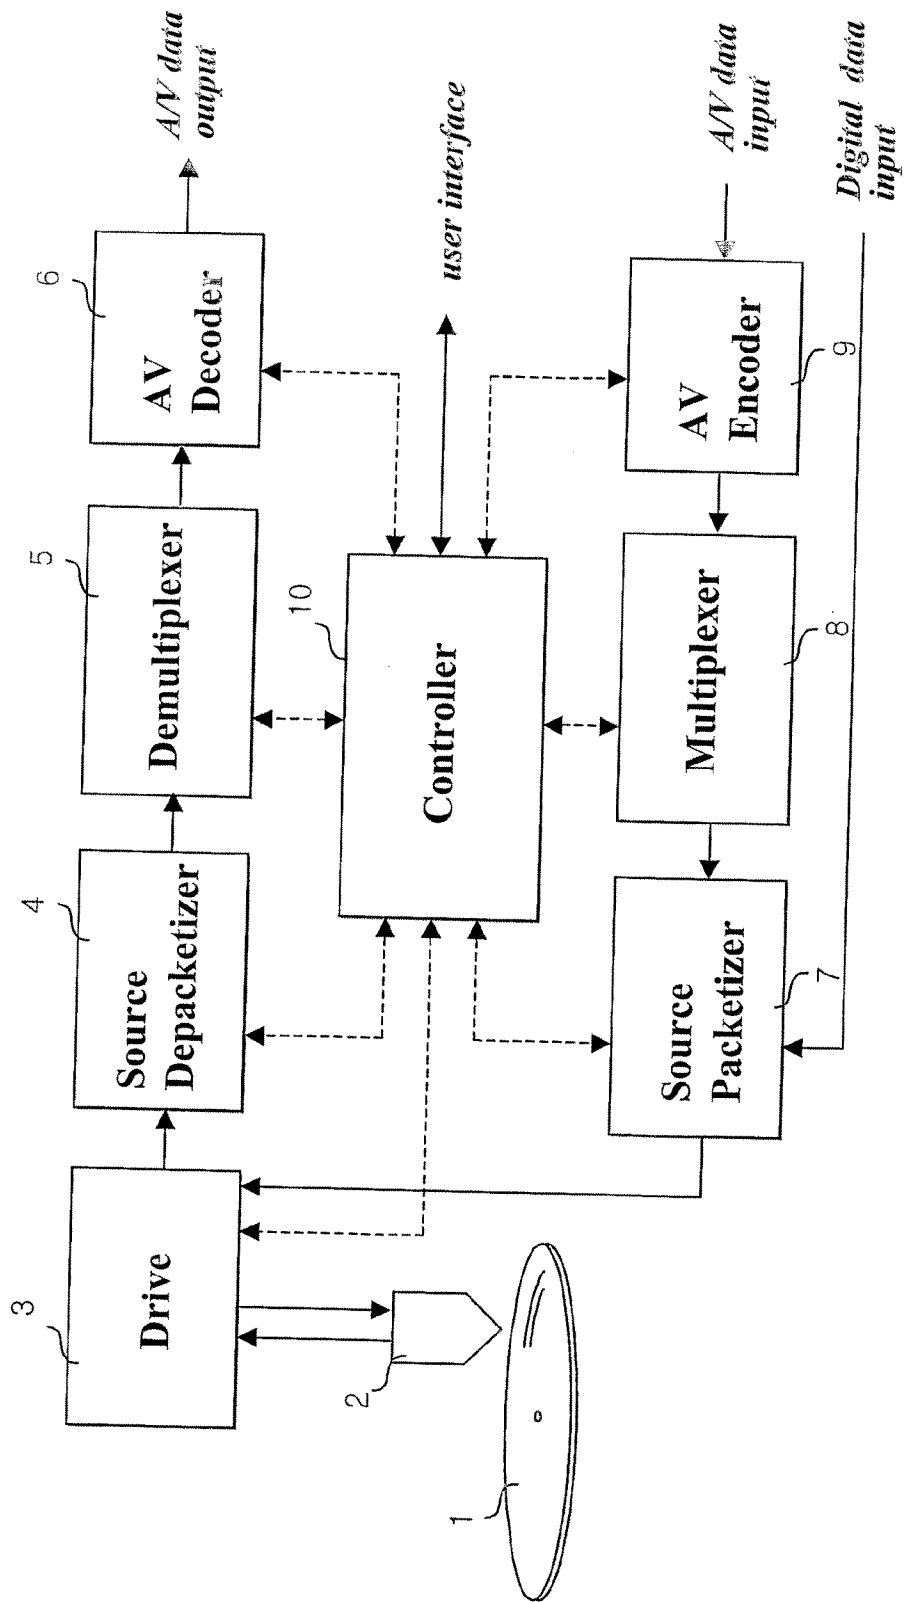 3
Drive
4
Source
Depacketizer
5
Demultiplexer
6
AV
Decoder
A/V data
output
10
Controller
user interface
2
1
Source
Packetizer
7
Multiplexer
8
AV
Encoder
9
A/V data
input
Digital data
input